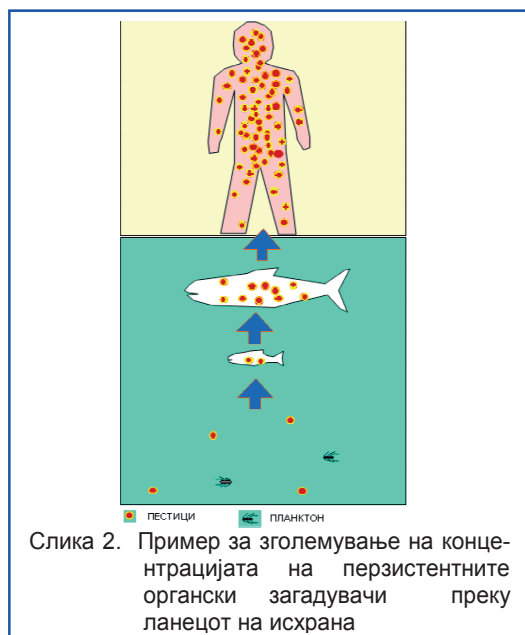 ПЕСТИЦИ ПЛАНКТОН
Слика 2. Пример за зголемување на конце-
нтрацијата на перзистентните
органски загадувачи преку
ланецот на исхрана